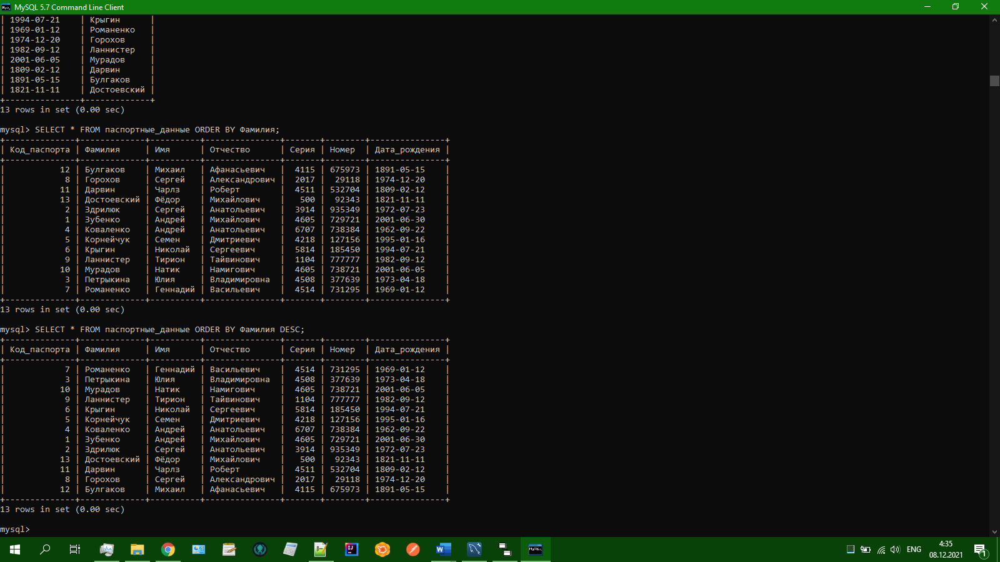 MySQL 5.7 Command Line Client
| 1994-07-21    | Крыгин      |
| 1969-01-12    | Романенко   |
| 1974-12-20    | Горохов     |
| 1982-09-12    | Ланнистер   |
| 2001-06-05    | Мурадов     |
| 1809-02-12    | Дарвин      |
| 1891-05-15    | Булгаков    |
| 1821-11-11    | Достоевский |
+---------------+-------------+
13 rows in set (0.00 sec)
mysql> SELECT * FROM паспортные_данные ORDER BY Фамилия;
+--------------+-------------+----------+---------------+-------+--------+---------------+
| Код_паспорта | Фамилия     | Имя      | Отчество      | Серия | Номер  | Дата_рождения |
+--------------+-------------+----------+---------------+-------+--------+---------------+
|           12 | Булгаков    | Михаил   | Афанасьевич   |  4115 | 675973 | 1891-05-15    |
|            8 | Горохов     | Сергей   | Александрович |  2017 |  29118 | 1974-12-20    |
|           11 | Дарвин      | Чарлз    | Роберт        |  4511 | 532704 | 1809-02-12    |
|           13 | Достоевский | Фёдор    | Михайлович    |   500 |  92343 | 1821-11-11    |
|            2 | Здрилюк     | Сергей   | Анатольевич   |  3914 | 935349 | 1972-07-23    |
|            1 | Зубенко     | Андрей   | Михайлович    |  4605 | 729721 | 2001-06-30    |
|            4 | Коваленко   | Андрей   | Анатольевич   |  6707 | 738384 | 1962-09-22    |
|            5 | Корнейчук   | Семен    | Дмитриевич    |  4218 | 127156 | 1995-01-16    |
|            6 | Крыгин      | Николай  | Сергеевич     |  5814 | 185450 | 1994-07-21    |
|            9 | Ланнистер   | Тирион   | Тайвинович    |  1104 | 777777 | 1982-09-12    |
|           10 | Мурадов     | Натик    | Намигович     |  4605 | 738721 | 2001-06-05    |
|            3 | Петрыкина   | Юлия     | Владимировна  |  4508 | 377639 | 1973-04-18    |
|            7 | Романенко   | Геннадий | Васильевич    |  4514 | 731295 | 1969-01-12    |
+--------------+-------------+----------+---------------+-------+--------+---------------+
13 rows in set (0.00 sec)
mysql> SELECT * FROM паспортные_данные ORDER BY Фамилия DESC;
+--------------+-------------+----------+---------------+-------+--------+---------------+
| Код_паспорта | Фамилия     | Имя      | Отчество      | Серия | Номер  | Дата_рождения |
+--------------+-------------+----------+---------------+-------+--------+---------------+
|            7 | Романенко   | Геннадий | Васильевич    |  4514 | 731295 | 1969-01-12    |
|            3 | Петрыкина   | Юлия     | Владимировна  |  4508 | 377639 | 1973-04-18    |
|           10 | Мурадов     | Натик    | Намигович     |  4605 | 738721 | 2001-06-05    |
|            9 | Ланнистер   | Тирион   | Тайвинович    |  1104 | 777777 | 1982-09-12    |
|            6 | Крыгин      | Николай  | Сергеевич     |  5814 | 185450 | 1994-07-21    |
|            5 | Корнейчук   | Семен    | Дмитриевич    |  4218 | 127156 | 1995-01-16    |
|            4 | Коваленко   | Андрей   | Анатольевич   |  6707 | 738384 | 1962-09-22    |
|            1 | Зубенко     | Андрей   | Михайлович    |  4605 | 729721 | 2001-06-30    |
|            2 | Здрилюк     | Сергей   | Анатольевич   |  3914 | 935349 | 1972-07-23    |
|           13 | Достоевский | Фёдор    | Михайлович    |   500 |  92343 | 1821-11-11    |
|           11 | Дарвин      | Чарлз    | Роберт        |  4511 | 532704 | 1809-02-12    |
|            8 | Горохов     | Сергей   | Александрович |  2017 |  29118 | 1974-12-20    |
|           12 | Булгаков    | Михаил   | Афанасьевич   |  4115 | 675973 | 1891-05-15    |
+--------------+-------------+----------+---------------+-------+--------+---------------+
13 rows in set (0.00 sec)
mysql>
ENG
4:35
08.12.2021
1